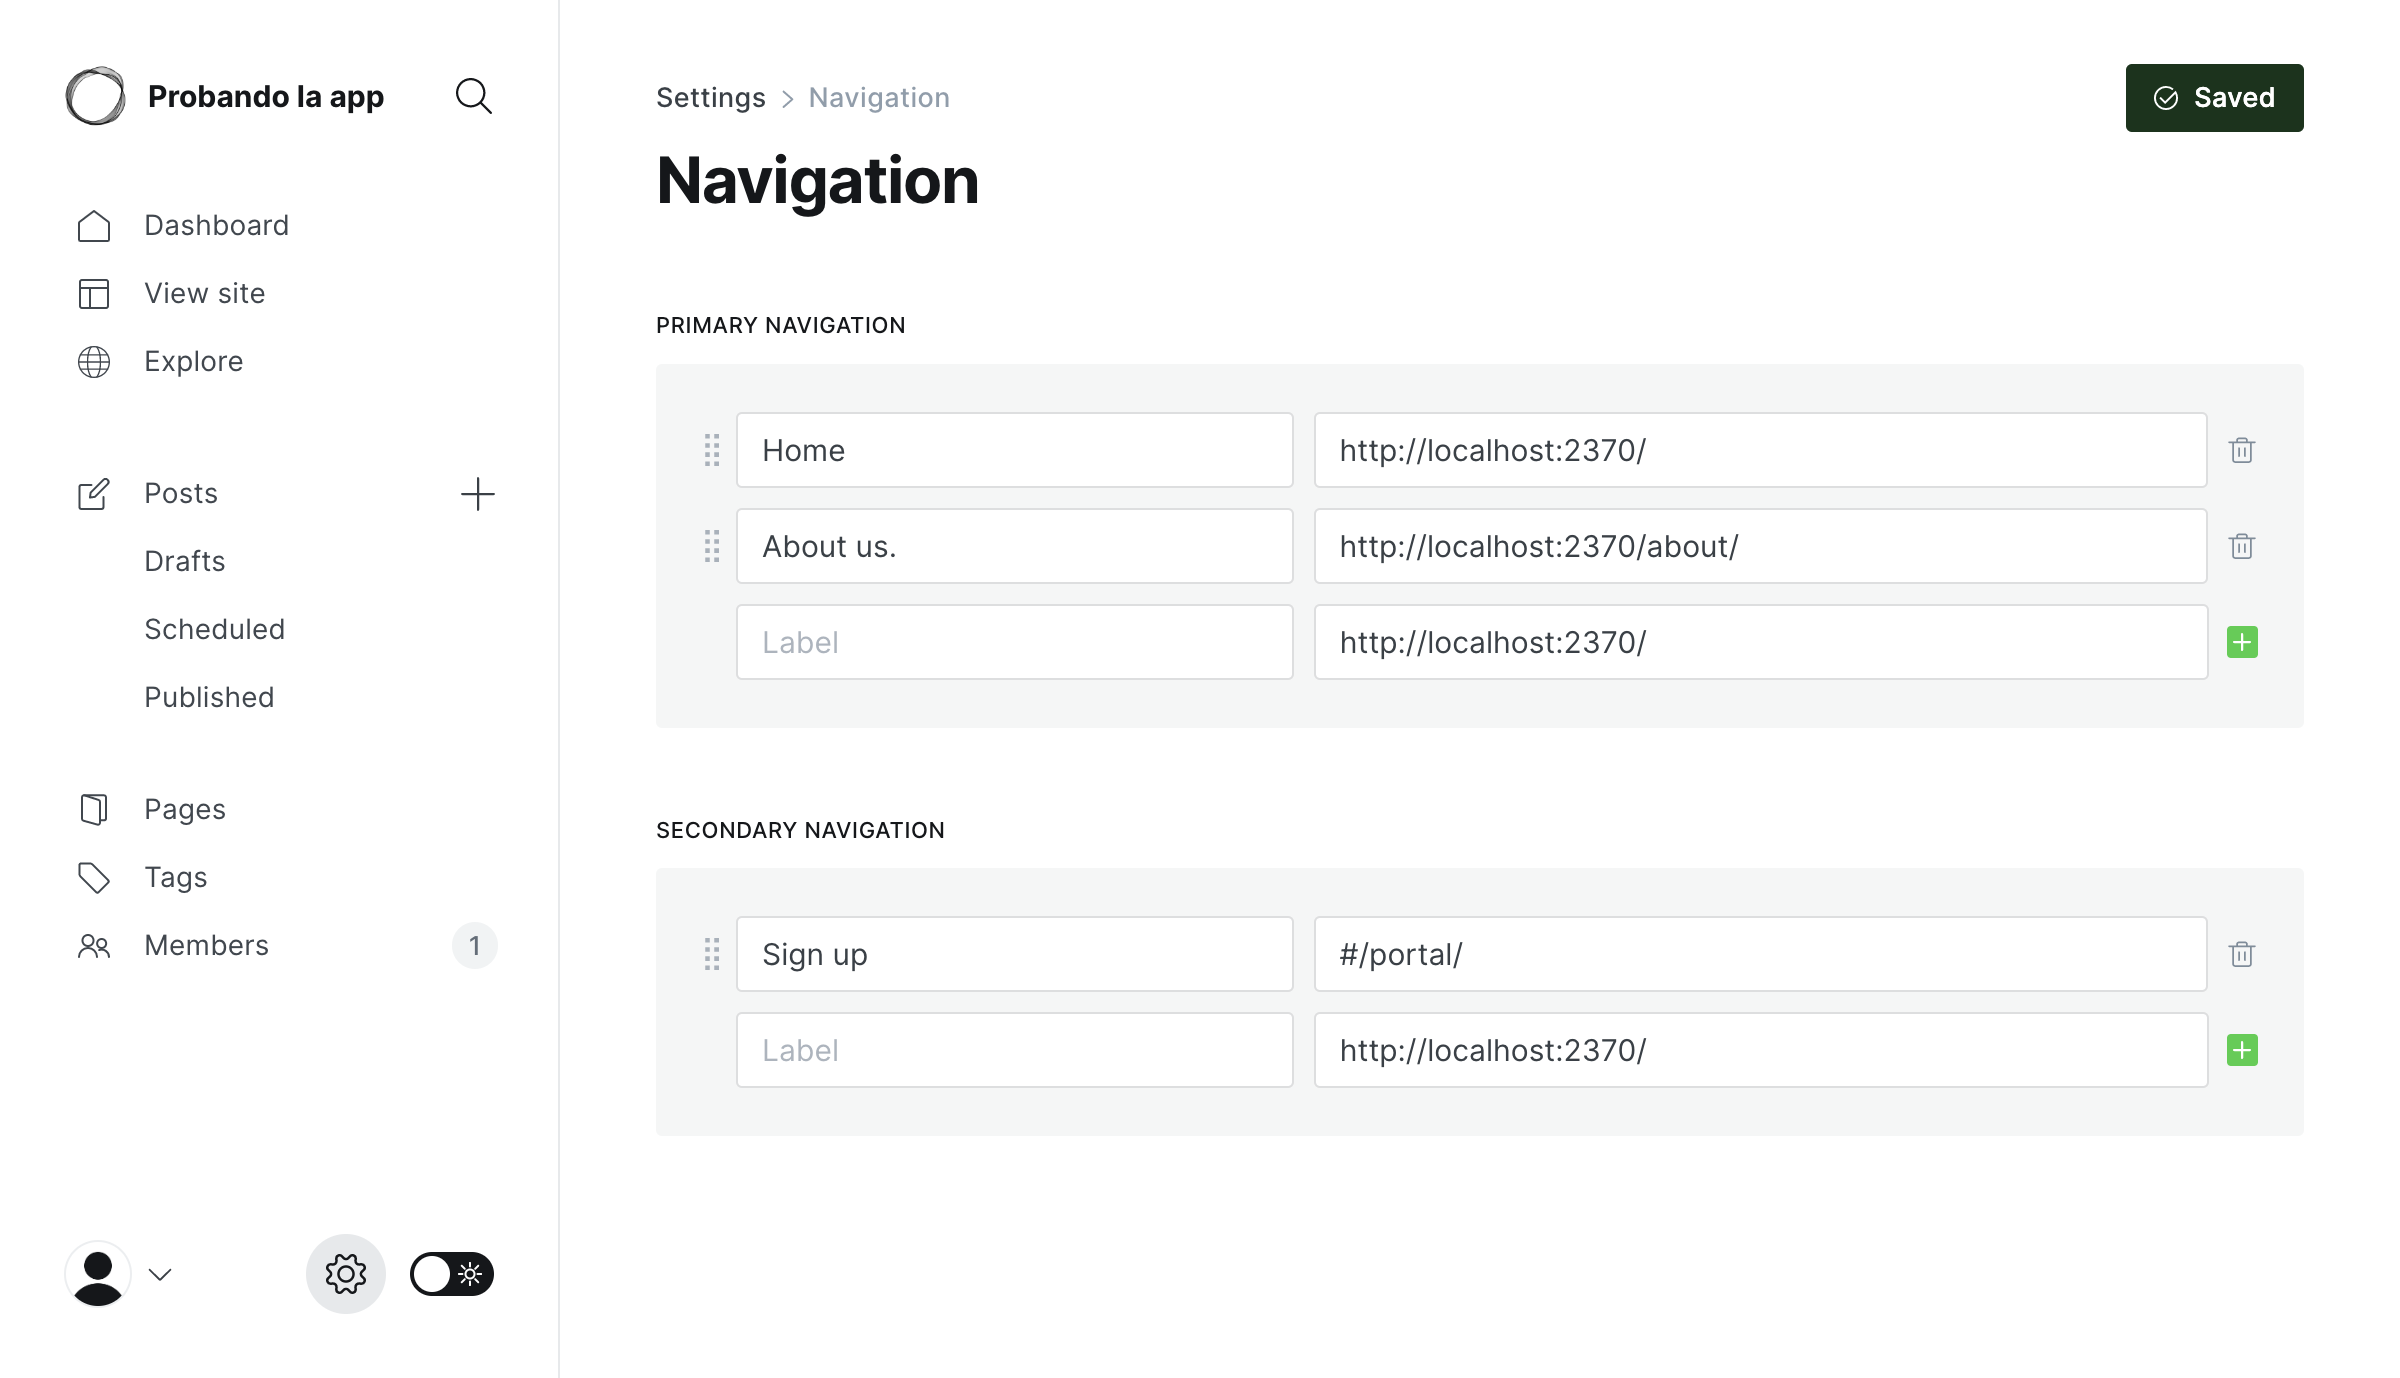 Probando la app
Dashboard
View site
Explore
Posts
Drafts
Scheduled
Published
Pages
Tags
Members 1
Settings > Navigation
Saved
Navigation
PRIMARY NAVIGATION
Home http://localhost:2370/
About us. http://localhost:2370/about/
Label http://localhost:2370/
SECONDARY NAVIGATION
Sign up #/portal/
Label http://localhost:2370/